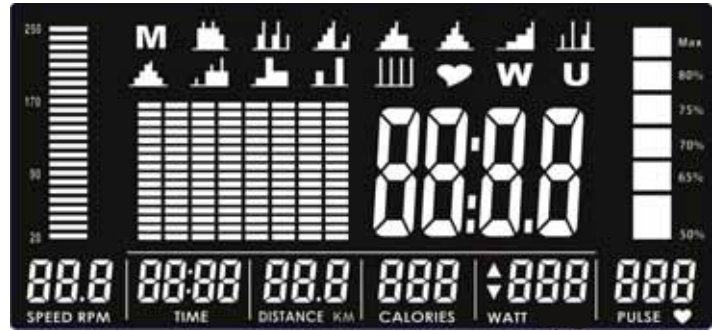 250
M
Max
80%
W
U
170
75%
88:8.8
70%
90
65%
20
50%
88.8
88:88
88.8
888
888
888
SPEED RPM
TIME
DISTANCE KM
CALORIES
WATT
PULSE